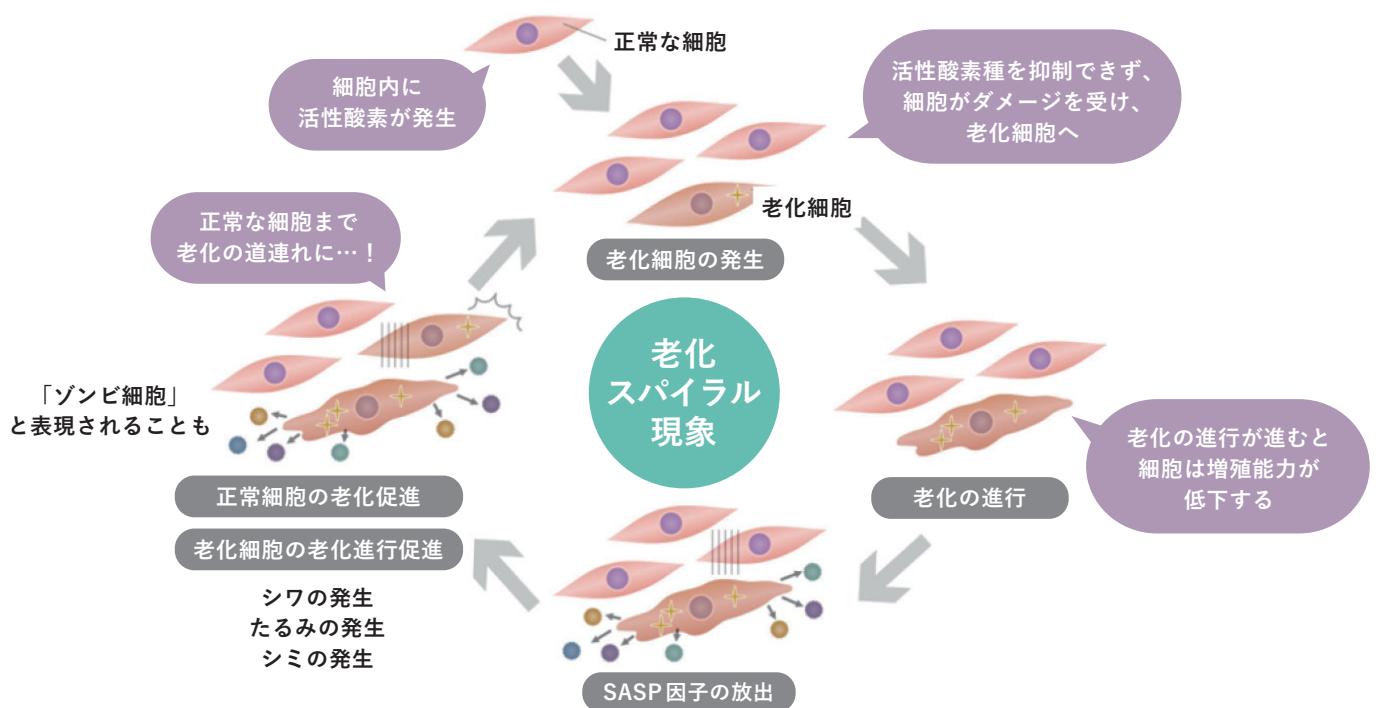 正常な細胞
細胞内に
活性酸素が発生
活性酸素種を抑制できず、
細胞がダメージを受け、
老化細胞へ
老化細胞
老化細胞の発生
正常な細胞まで
老化の道連れに…！
老化
スパイラル
現象
「ゾンビ細胞」
と表現されることも
老化の進行が進むと
細胞は増殖能力が
低下する
老化の進行
正常細胞の老化促進
老化細胞の老化進行促進
シワの発生
たるみの発生
シミの発生
SASP因子の放出